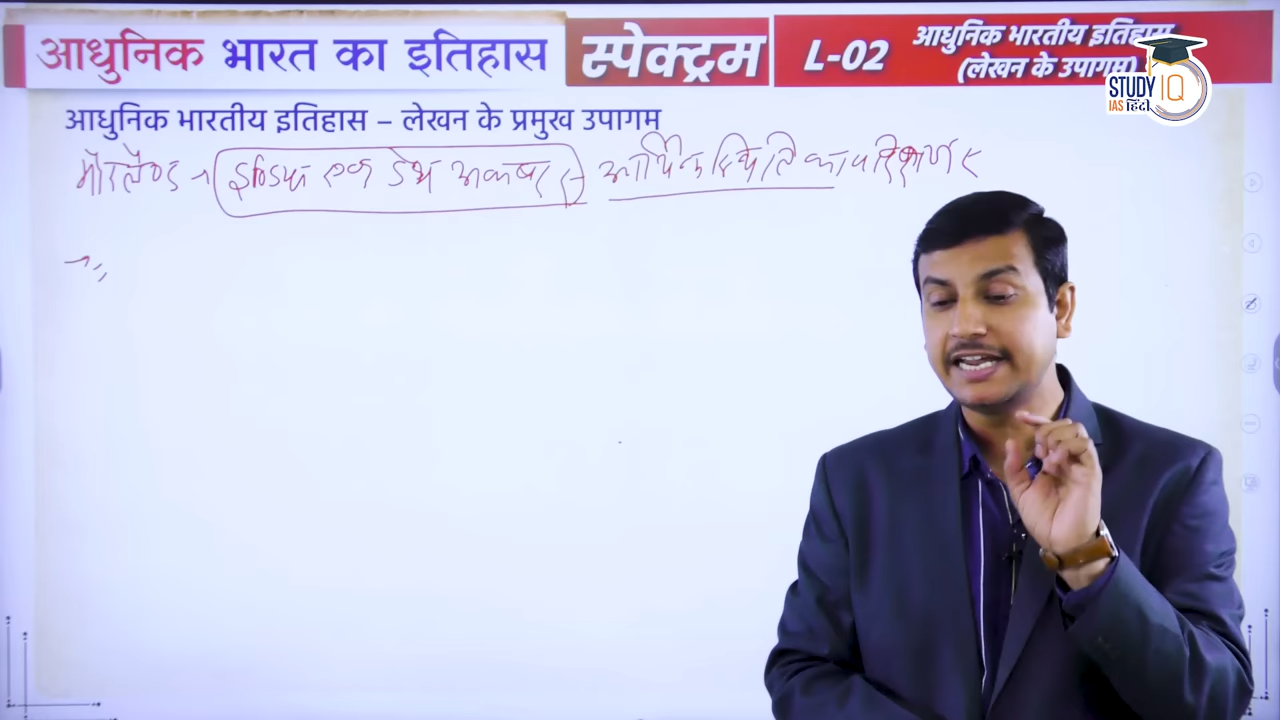 आधुनिक भारत का इतिहास
स्पेक्ट्रम
L-02
आधुनिक भारतीय इतिहास
(लेखन के उपागम)
STUDY IQ
IAS हिंदी
आधुनिक भारतीय इतिहास – लेखन के प्रमुख उपागम
मोरलैण्ड → इण्डिया एट डेथ अकबर - आर्थिक स्थिति का